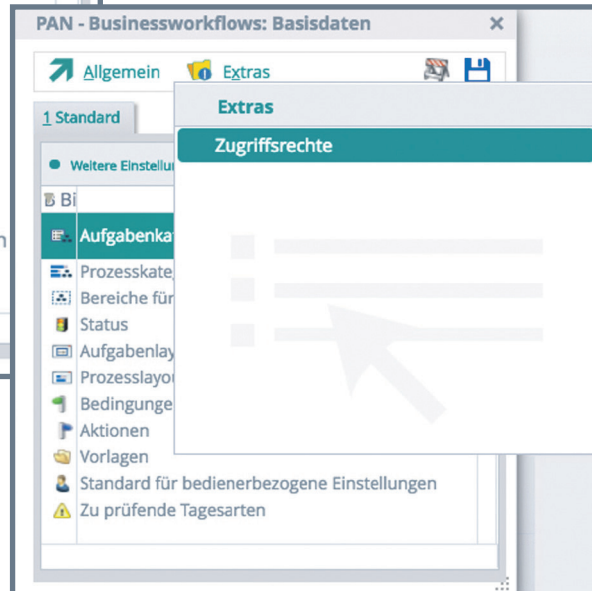 PAN - Businessworkflows: Basisdaten
Allgemein Extras
Extras
1 Standard
Zugriffsrechte
Weitere Einstellu
Bi
Aufgabenka
Prozesskate
Bereiche für
Status
Aufgabenlay
Prozesslayou
Bedingunge
Aktionen
Vorlagen
Standard für bedienerbezogene Einstellungen
Zu prüfende Tagesarten